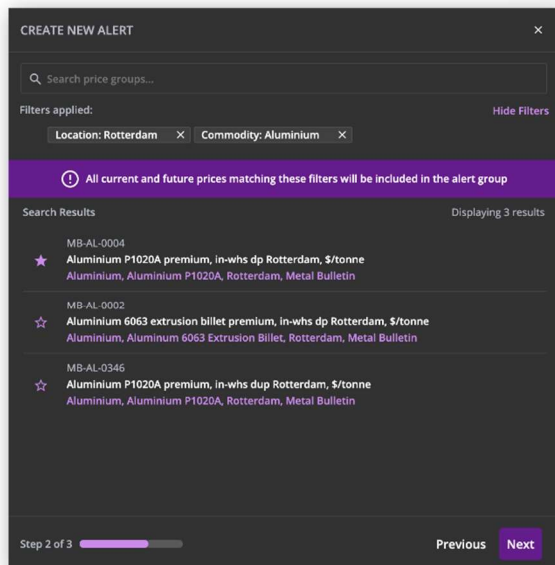 CREATE NEW ALERT
Search price groups...
Filters applied:
Hide Filters
Location: Rotterdam
Commodity: Aluminium
All current and future prices matching these filters will be included in the alert group
Search Results
Displaying 3 results
MB-AL-0004
Aluminium P1020A premium, in-whs dp Rotterdam, $/tonne
Aluminium, Aluminium P1020A, Rotterdam, Metal Bulletin
MB-AL-0002
Aluminium 6063 extrusion billet premium, in-whs dp Rotterdam, $/tonne
Aluminium, Aluminum 6063 Extrusion Billet, Rotterdam, Metal Bulletin
MB-AL-0346
Aluminium P1020A premium, in-whs dup Rotterdam, $/tonne
Aluminium, Aluminium P1020A, Rotterdam, Metal Bulletin
Step 2 of 3
Previous
Next